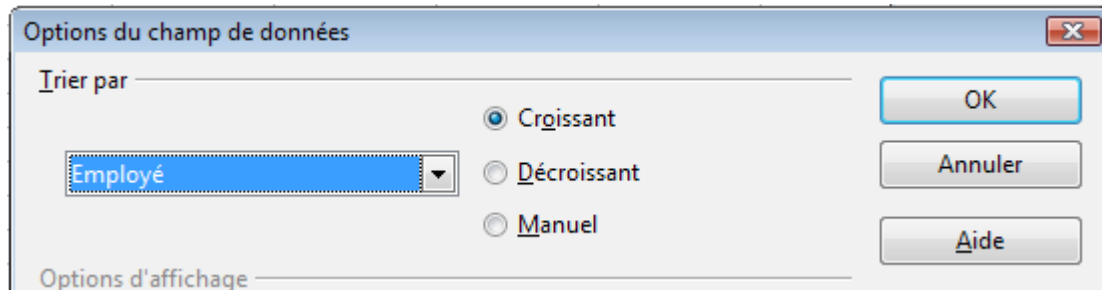 Options du champ de données
Trier par
Croissant
Employé
Décroissant
Manuel
OK
Annuler
Aide
Options d'affichage